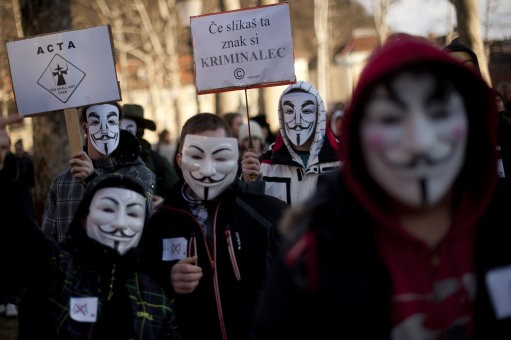 ACTA
Če slikaš ta
znak si
KRIMINALEC
©